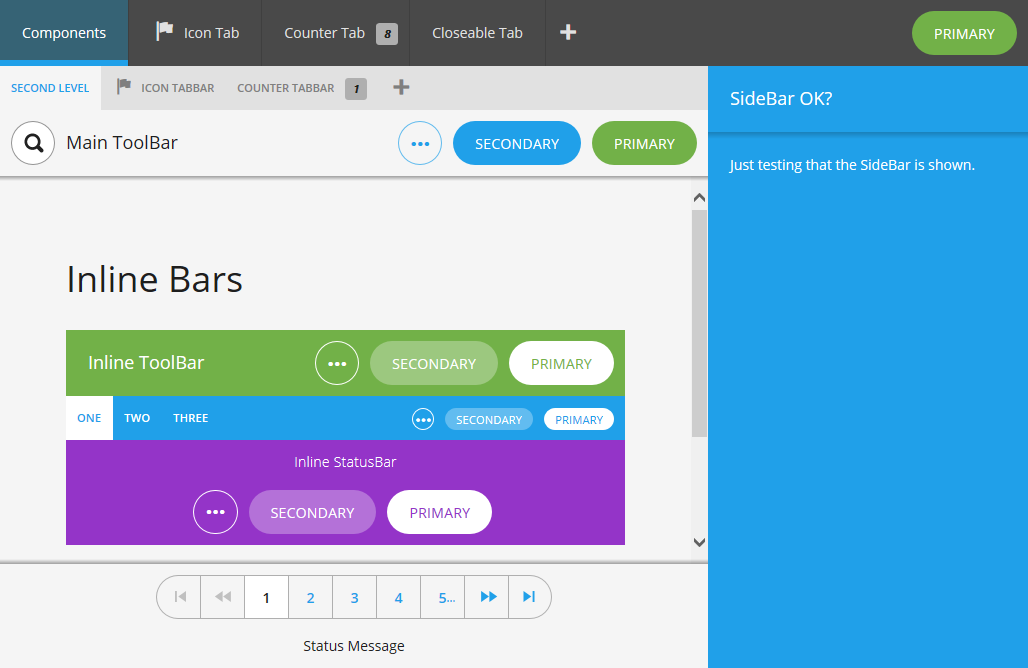 Components Icon Tab Counter Tab 8 Closeable Tab PRIMARY
SECOND LEVEL ICON TABBAR COUNTER TABBAR 1
Main ToolBar SECONDARY PRIMARY
SideBar OK?
Just testing that the SideBar is shown.
Inline Bars
Inline ToolBar SECONDARY PRIMARY
ONE TWO THREE SECONDARY PRIMARY
Inline StatusBar
SECONDARY PRIMARY
1 2 3 4 5...
Status Message